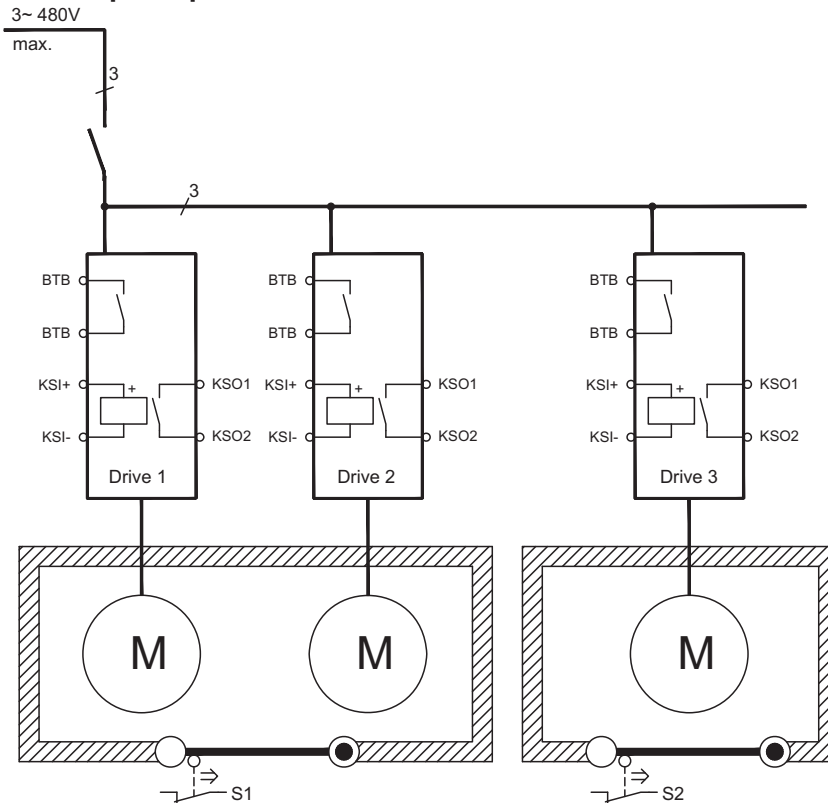 3~ 480V
max.
3
3
BTB
BTB
KSI+
KSI-
+
KSO1
KSO2
Drive 1
BTB
BTB
KSI+
KSI-
+
KSO1
KSO2
Drive 2
BTB
BTB
KSI+
KSI-
+
KSO1
KSO2
Drive 3
M
M
M
S1
S2